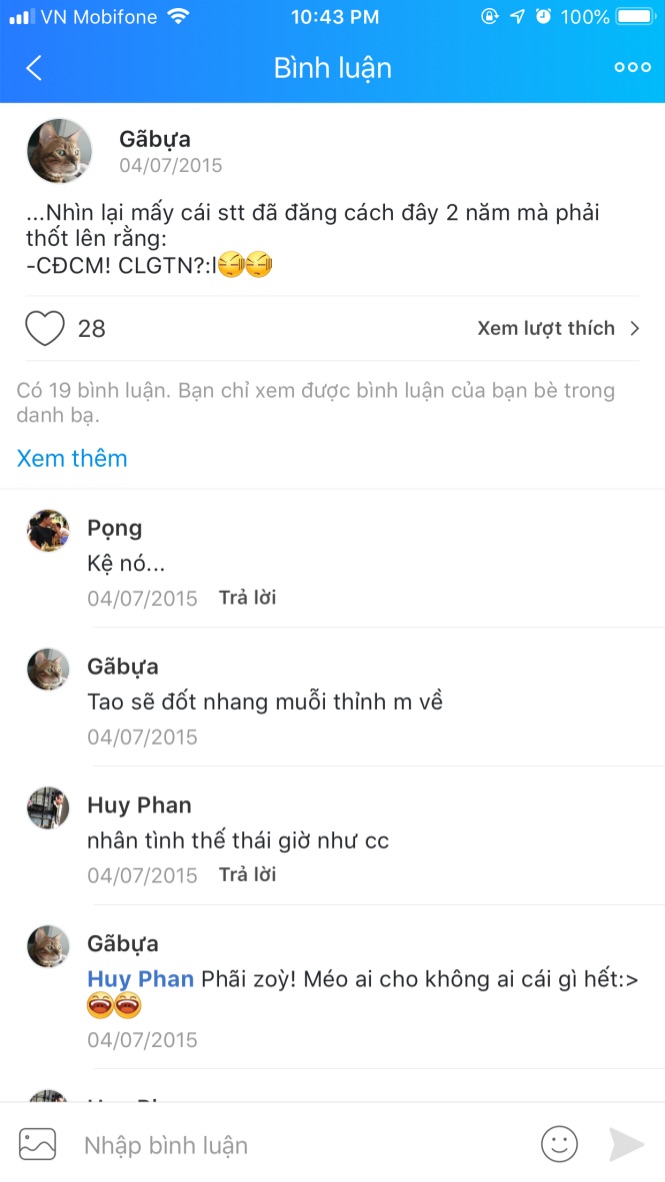 VN Mobifone 10:43 PM 100%
Bình luận
Gãbựa
04/07/2015
...Nhìn lại mấy cái stt đã đăng cách đây 2 năm mà phải
thốt lên rằng:
-CĐCM! CLGTN?:l
28 Xem lượt thích
Có 19 bình luận. Bạn chỉ xem được bình luận của bạn bè trong
danh bạ.
Xem thêm
Pọng
Kệ nó...
04/07/2015 Trả lời
Gãbựa
Tao sẽ đốt nhang muỗi thỉnh m về
04/07/2015
Huy Phan
nhân tình thế thái giờ như cc
04/07/2015 Trả lời
Gãbựa
Huy Phan Phãi zoỳ! Méo ai cho không ai cái gì hết:>
04/07/2015
Nhập bình luận